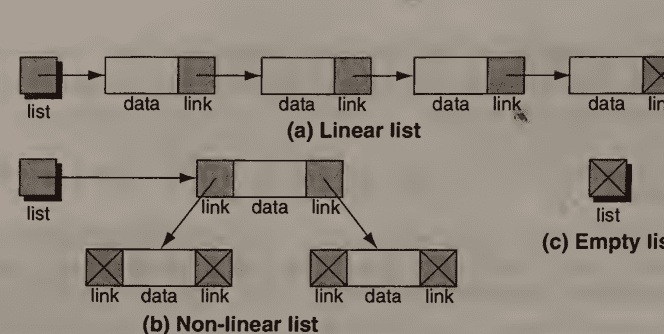 list
data link data link data link data
(a) Linear list
list
link data link
list
(c) Empty
link data link link data link
(b) Non-linear list